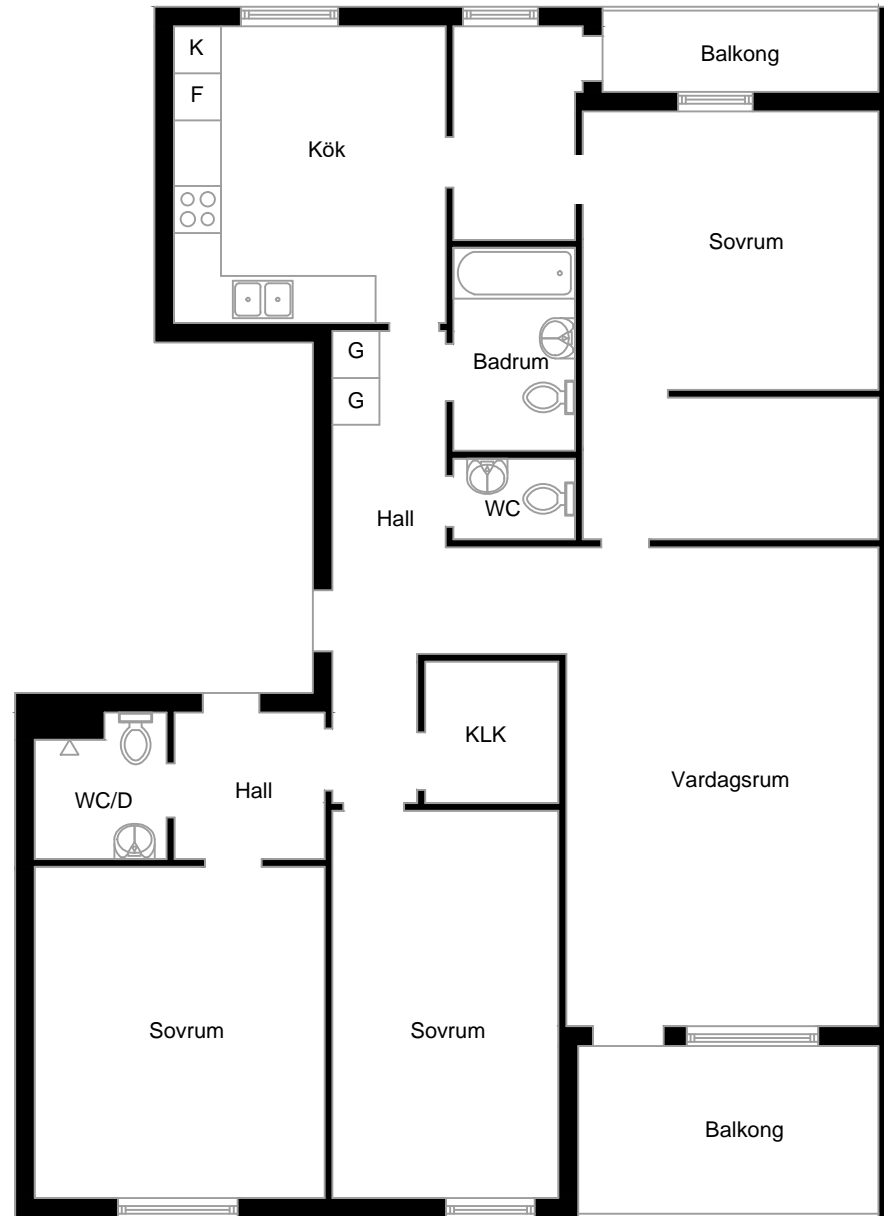 K
Balkong
F
Kök
Sovrum
G
Badrum
G
WC
Hall
KLK
Vardagsrum
Hall
WC/D
Sovrum
Sovrum
Balkong